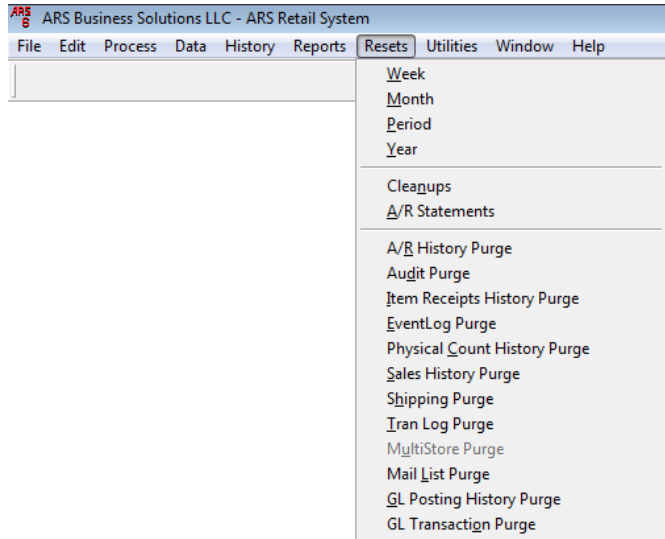 ARS 6 ARS Business Solutions LLC - ARS Retail System
File Edit Process Data History Reports Resets Utilities Window Help
Week
Month
Period
Year
Cleanups
A/R Statements
A/R History Purge
Audit Purge
Item Receipts History Purge
EventLog Purge
Physical Count History Purge
Sales History Purge
Shipping Purge
Tran Log Purge
MultiStore Purge
Mail List Purge
GL Posting History Purge
GL Transaction Purge